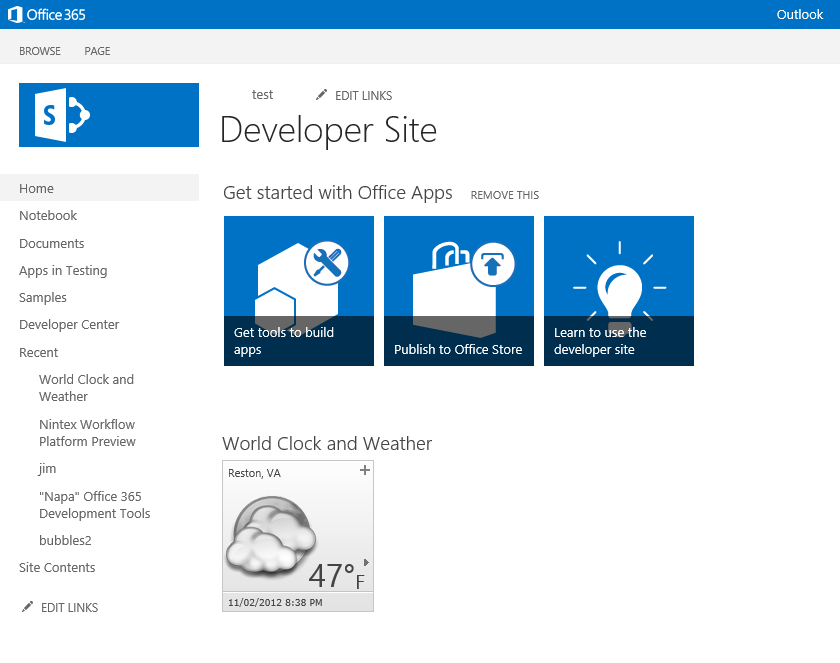 Office 365
Outlook
BROWSE
PAGE
S
test
EDIT LINKS
Developer Site
Home
Notebook
Documents
Apps in Testing
Samples
Developer Center
Recent
World Clock and
Weather
Nintex Workflow
Platform Preview
jim
"Napa" Office 365
Development Tools
bubbles2
Site Contents
EDIT LINKS
Get started with Office Apps
REMOVE THIS
Get tools to build
apps
Publish to Office Store
Learn to use the
developer site
World Clock and Weather
Reston, VA
47°F
11/02/2012 8:38 PM